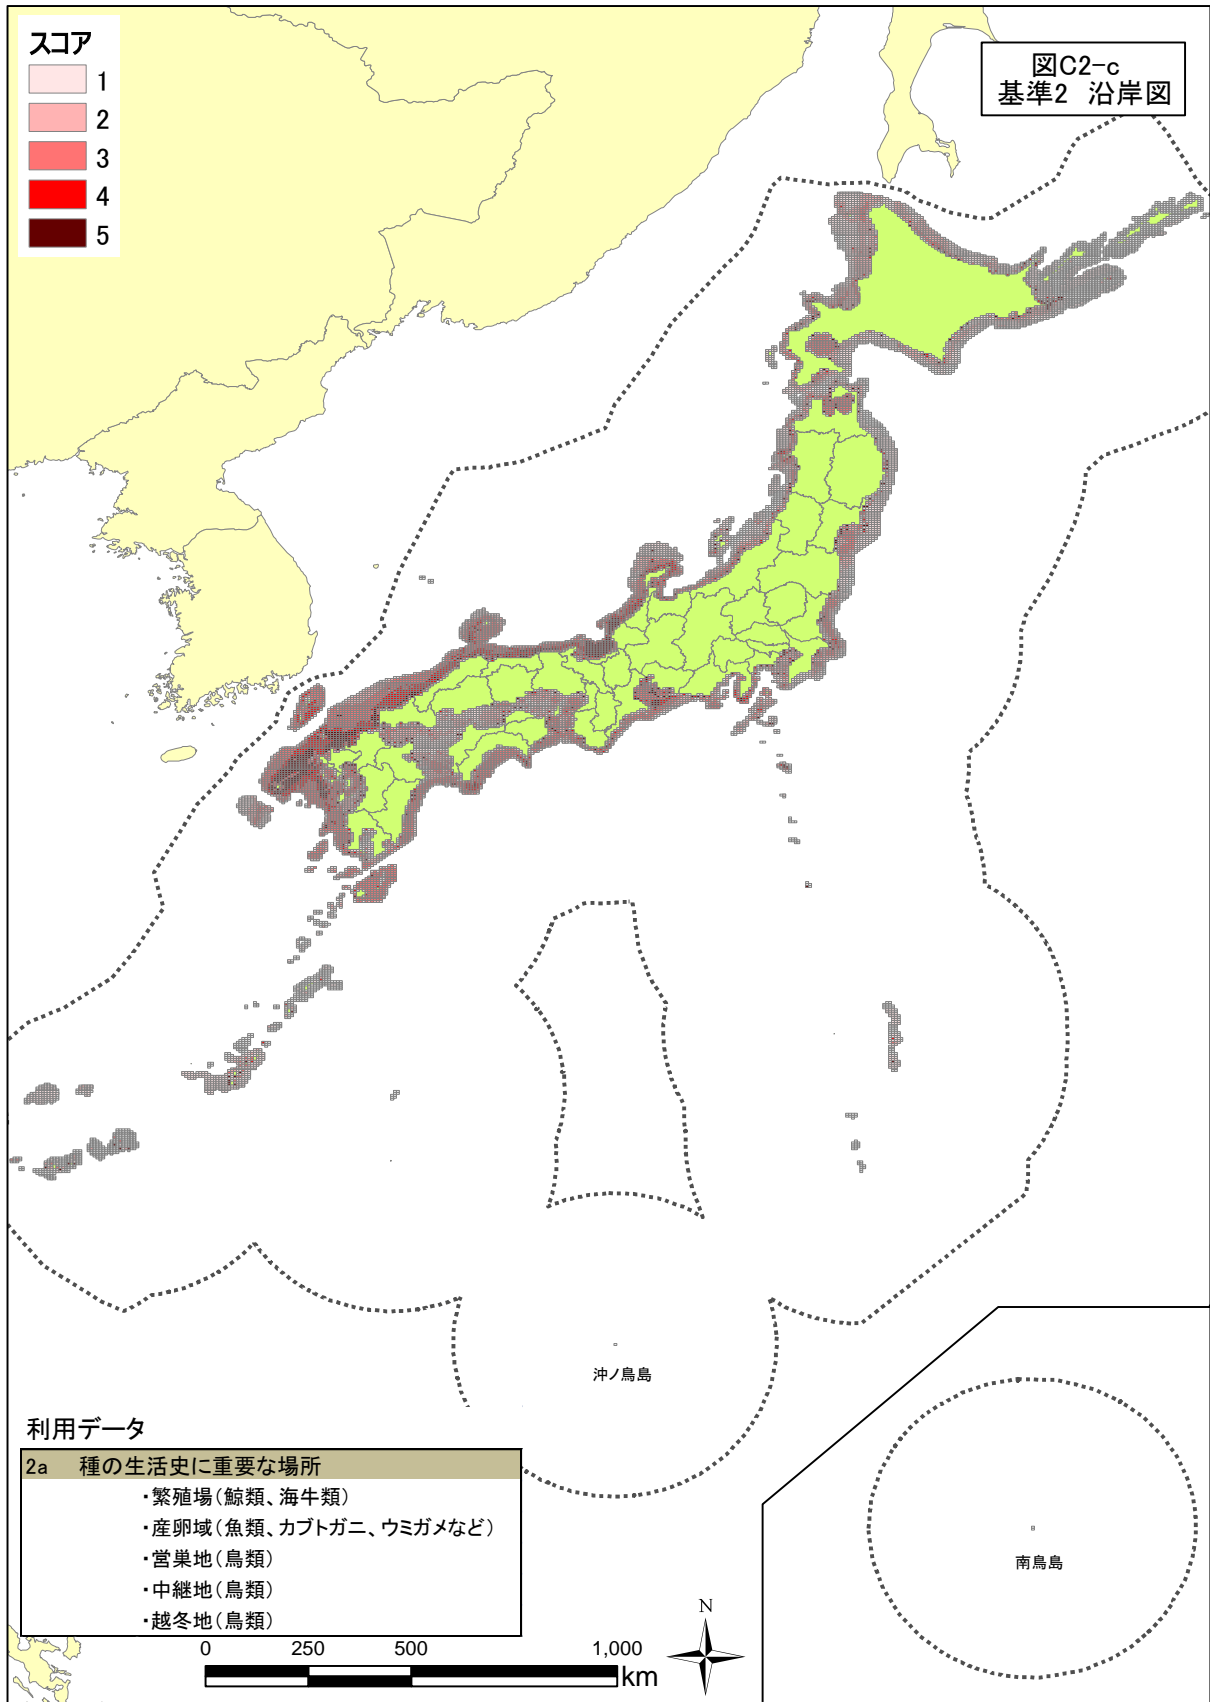 スコア
1
2
3
4
5
図C2-c
基準2 沿岸図
沖ノ鳥島
南鳥島
利用データ
2a 種の生活史に重要な場所
・繁殖場(鯨類、海牛類)
・産卵域(魚類、カブトガニ、ウミガメなど)
・営巣地(鳥類)
・中継地(鳥類)
・越冬地(鳥類)
0 250 500 1,000
km
N